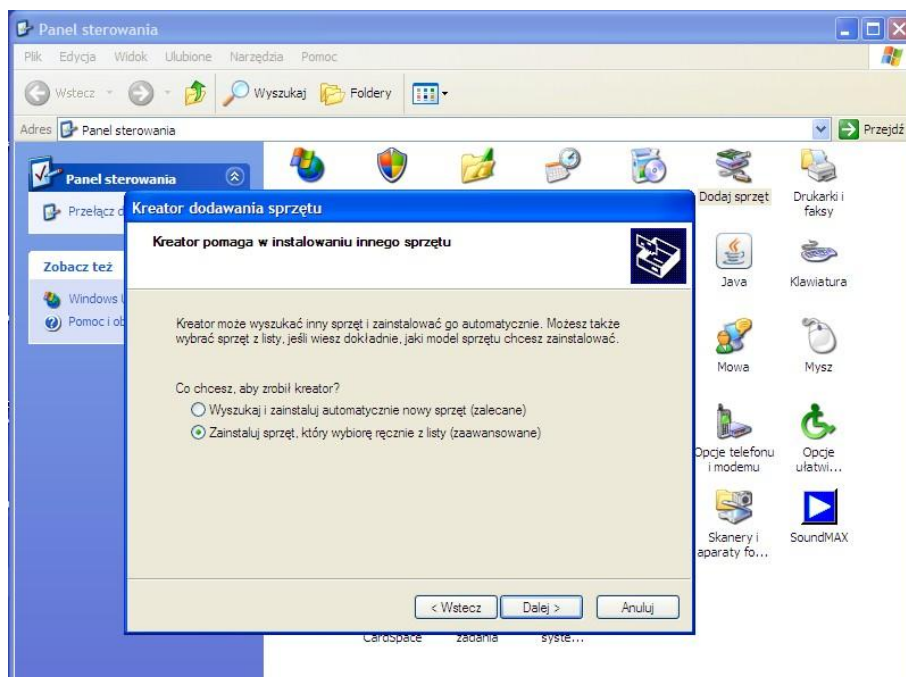 Panel sterowania
Plik Edycja Widok Ulubione Narzędzia Pomoc
Wstecz Wyszukaj Foldery
Adres Panel sterowania Przejdź
Panel sterowania
Przełącz d
Zobacz też
Windows U
Pomoc i ob
Kreator dodawania sprzętu
Kreator pomaga w instalowaniu innego sprzętu
Kreator może wyszukać inny sprzęt i zainstalować go automatycznie. Możesz także
wybrać sprzęt z listy, jeśli wiesz dokładnie, jaki model sprzętu chcesz zainstalować.
Co chcesz, aby zrobił kreator?
Wyszukaj i zainstaluj automatycznie nowy sprzęt (zalecane)
Zainstaluj sprzęt, który wybiorę ręcznie z listy (zaawansowane)
< Wstecz Dalej > Anuluj
Dodaj sprzęt
Drukarki i
faksy
Java
Klawiatura
Mowa
Mysz
Opcje telefonu
i modemu
Opcje
ułatwi...
Skanery i
aparaty fo...
SoundMAX
CardSpace
zadania
syste...